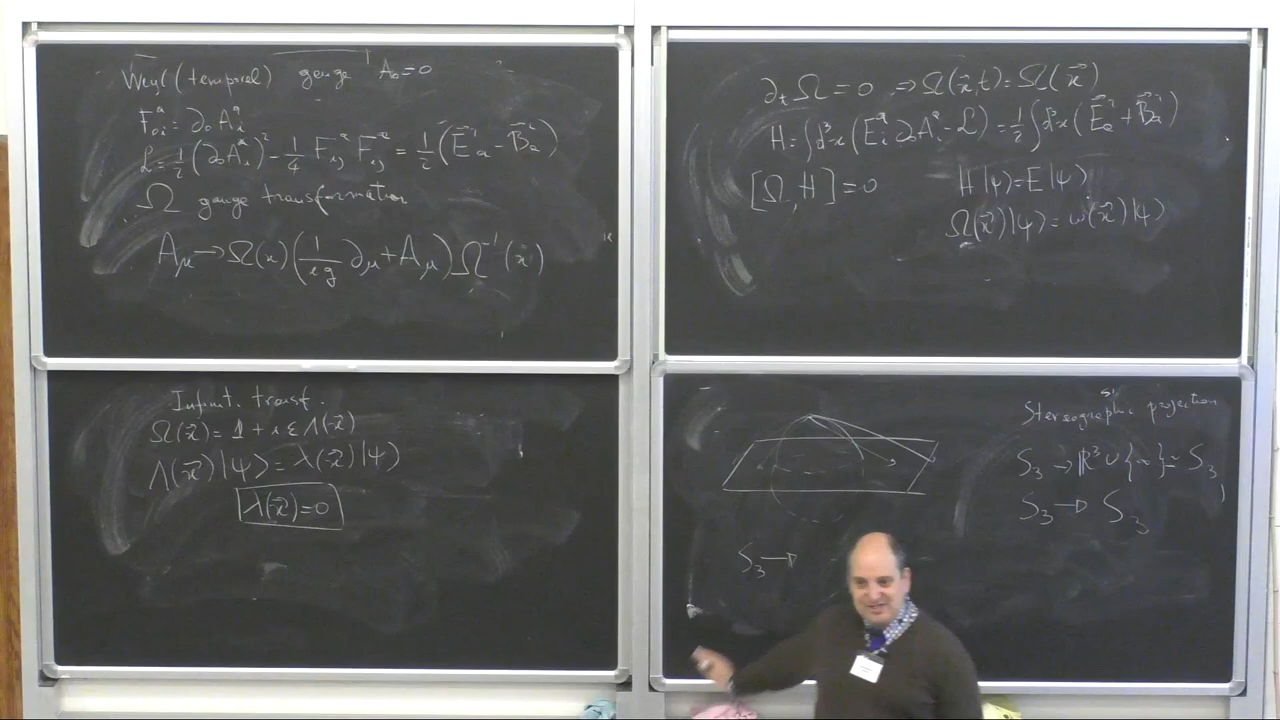 Weyl (temporal) gauge A₀=0
F₀ᵢᵃ = ∂₀Aᵢᵃ
ℒ = 1/2 (∂₀Aᵢᵃ)² - 1/4 Fᵢⱼᵃ Fᵢⱼᵃ = 1/2 (E⃗ₐ² - B⃗ₐ²)
Ω gauge transformation
A_μ → Ω(x) (1/ig ∂_μ + A_μ) Ω⁻¹(x⃗)
Infinit. transf.
Ω(x⃗) = 1 + iεΛ(x⃗)
Λ(x⃗)|ψ⟩ = λ(x⃗)|ψ⟩
λ(x⃗)=0
∂ₜΩ = 0 ⇒ Ω(x⃗,t) = Ω(x⃗)
H = ∫d³x (Eᵢᵃ ∂₀Aᵢᵃ - ℒ) = 1/2 ∫d³x (E⃗ₐ² + B⃗ₐ²)
[Ω, H] = 0
H|ψ⟩ = E|ψ⟩
Ω(x⃗)|ψ⟩ = ω(x⃗)|ψ⟩
Stereographic projection
S₃ → ℝ³ ∪ {∞} ≃ S₃
S₃ → S₃
S₃ →